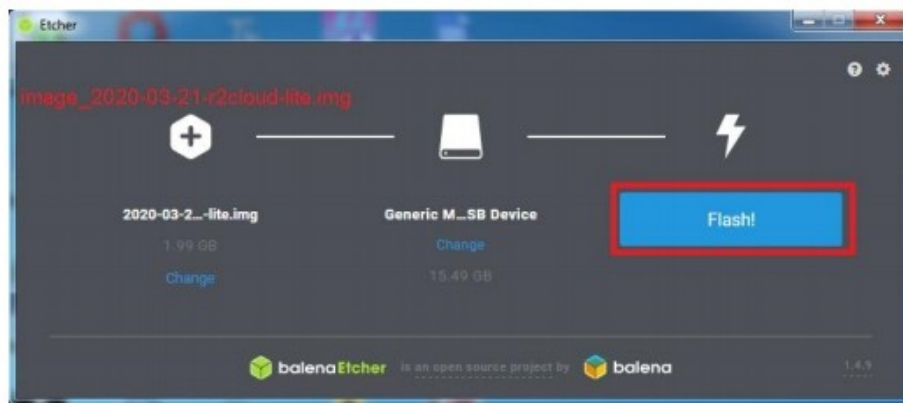 Etcher
image_2020-03-21-r2cloud-lite.img
2020-03-2...-lite.img
Generic M...SB Device
Flash!
1.99 GB
Change
Change
15.49 GB
balenaEtcher is an open source project by balena
1.4.9